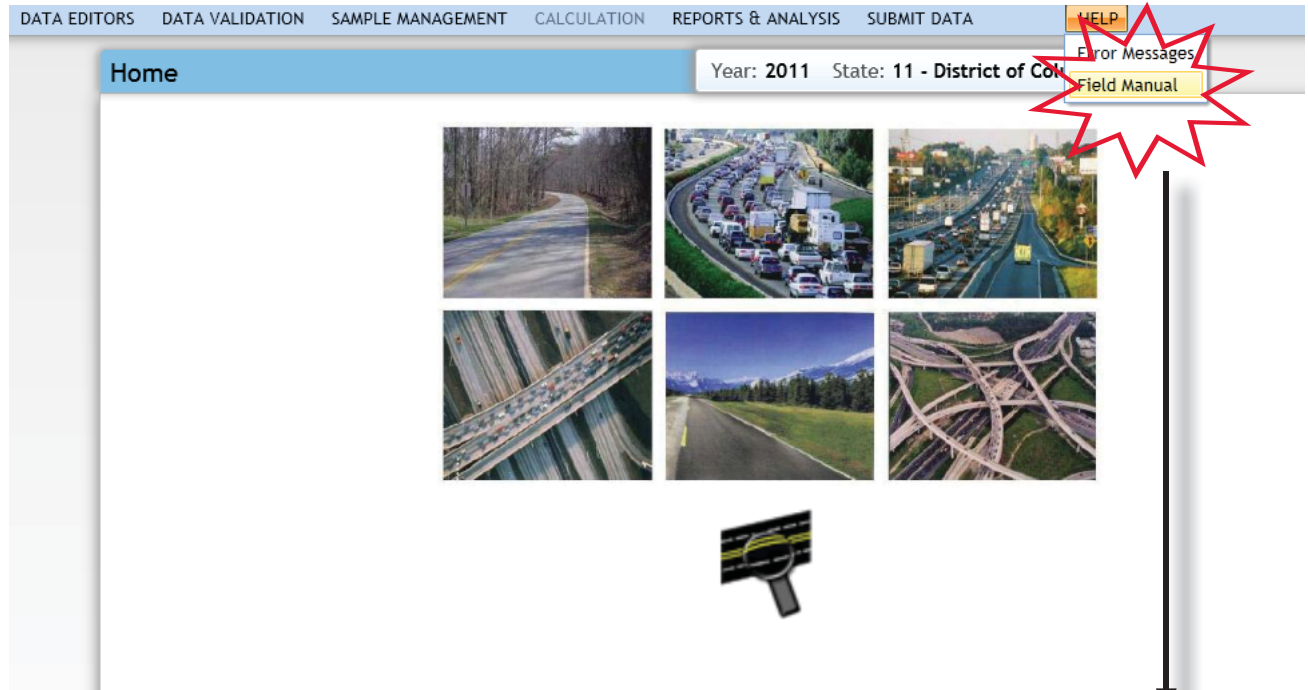 DATA EDITORS DATA VALIDATION SAMPLE MANAGEMENT CALCULATION REPORTS & ANALYSIS SUBMIT DATA HELP
Error Messages
Field Manual
Home
Year: 2011 State: 11 - District of